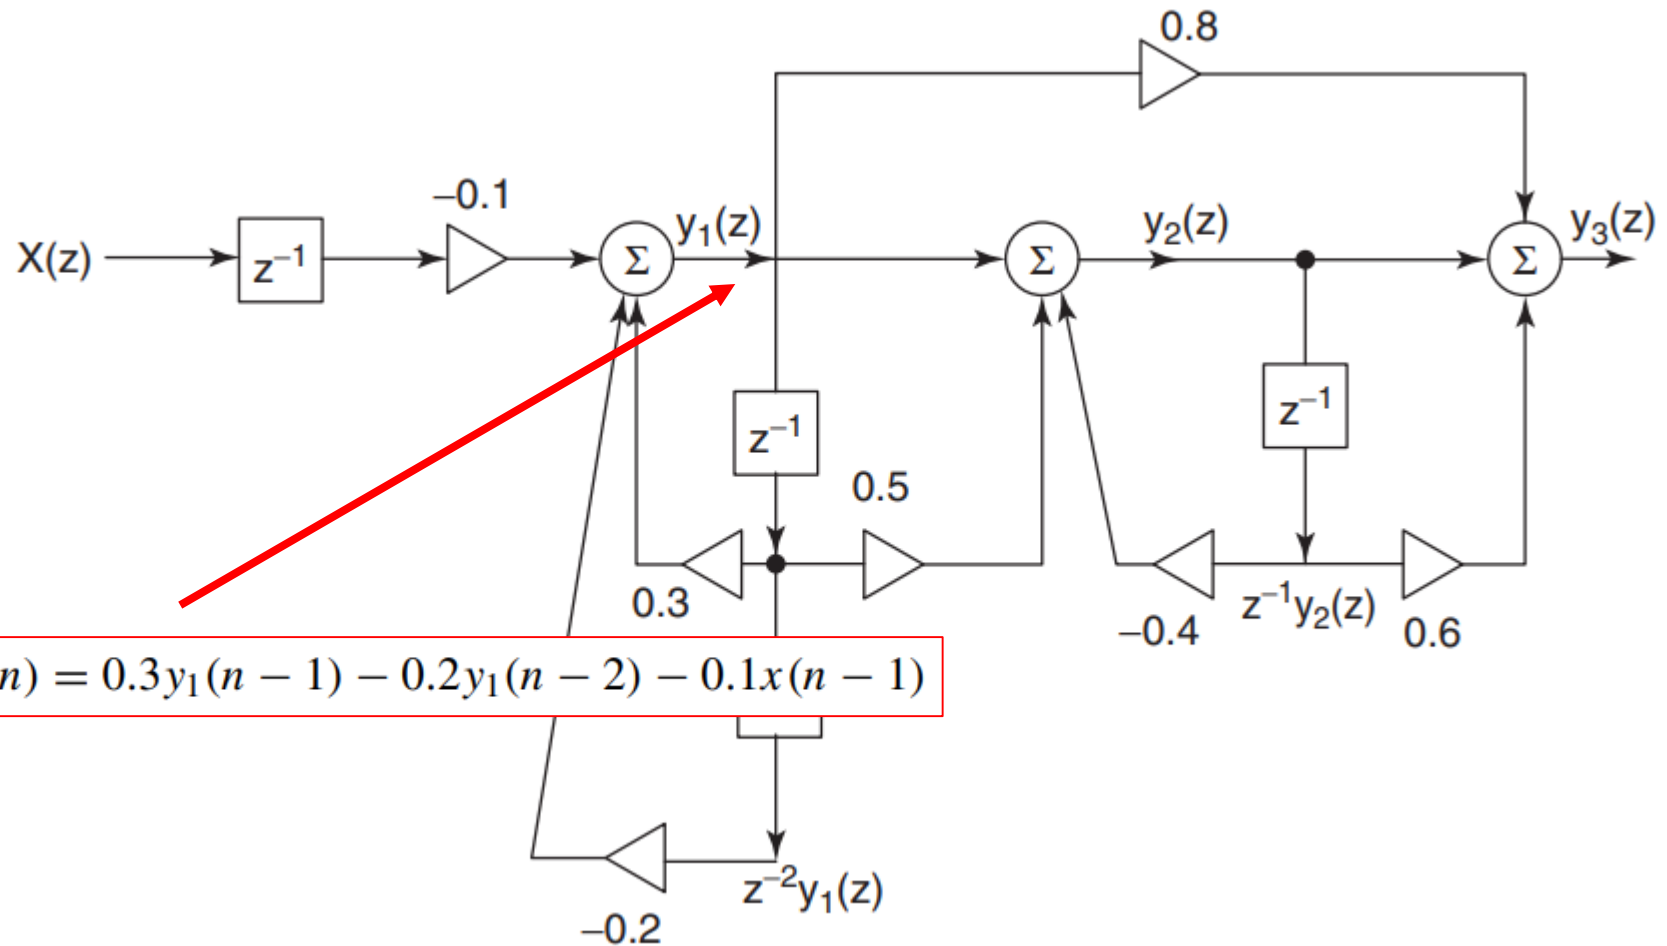 0.8
−0.1
X(z)
z⁻¹
Σ
y₁(z)
Σ
y₂(z)
Σ
y₃(z)
z⁻¹
z⁻¹
0.5
0.3
−0.4
z⁻¹y₂(z)
0.6
n) = 0.3y₁(n − 1) − 0.2y₁(n − 2) − 0.1x(n − 1)
z⁻²y₁(z)
−0.2